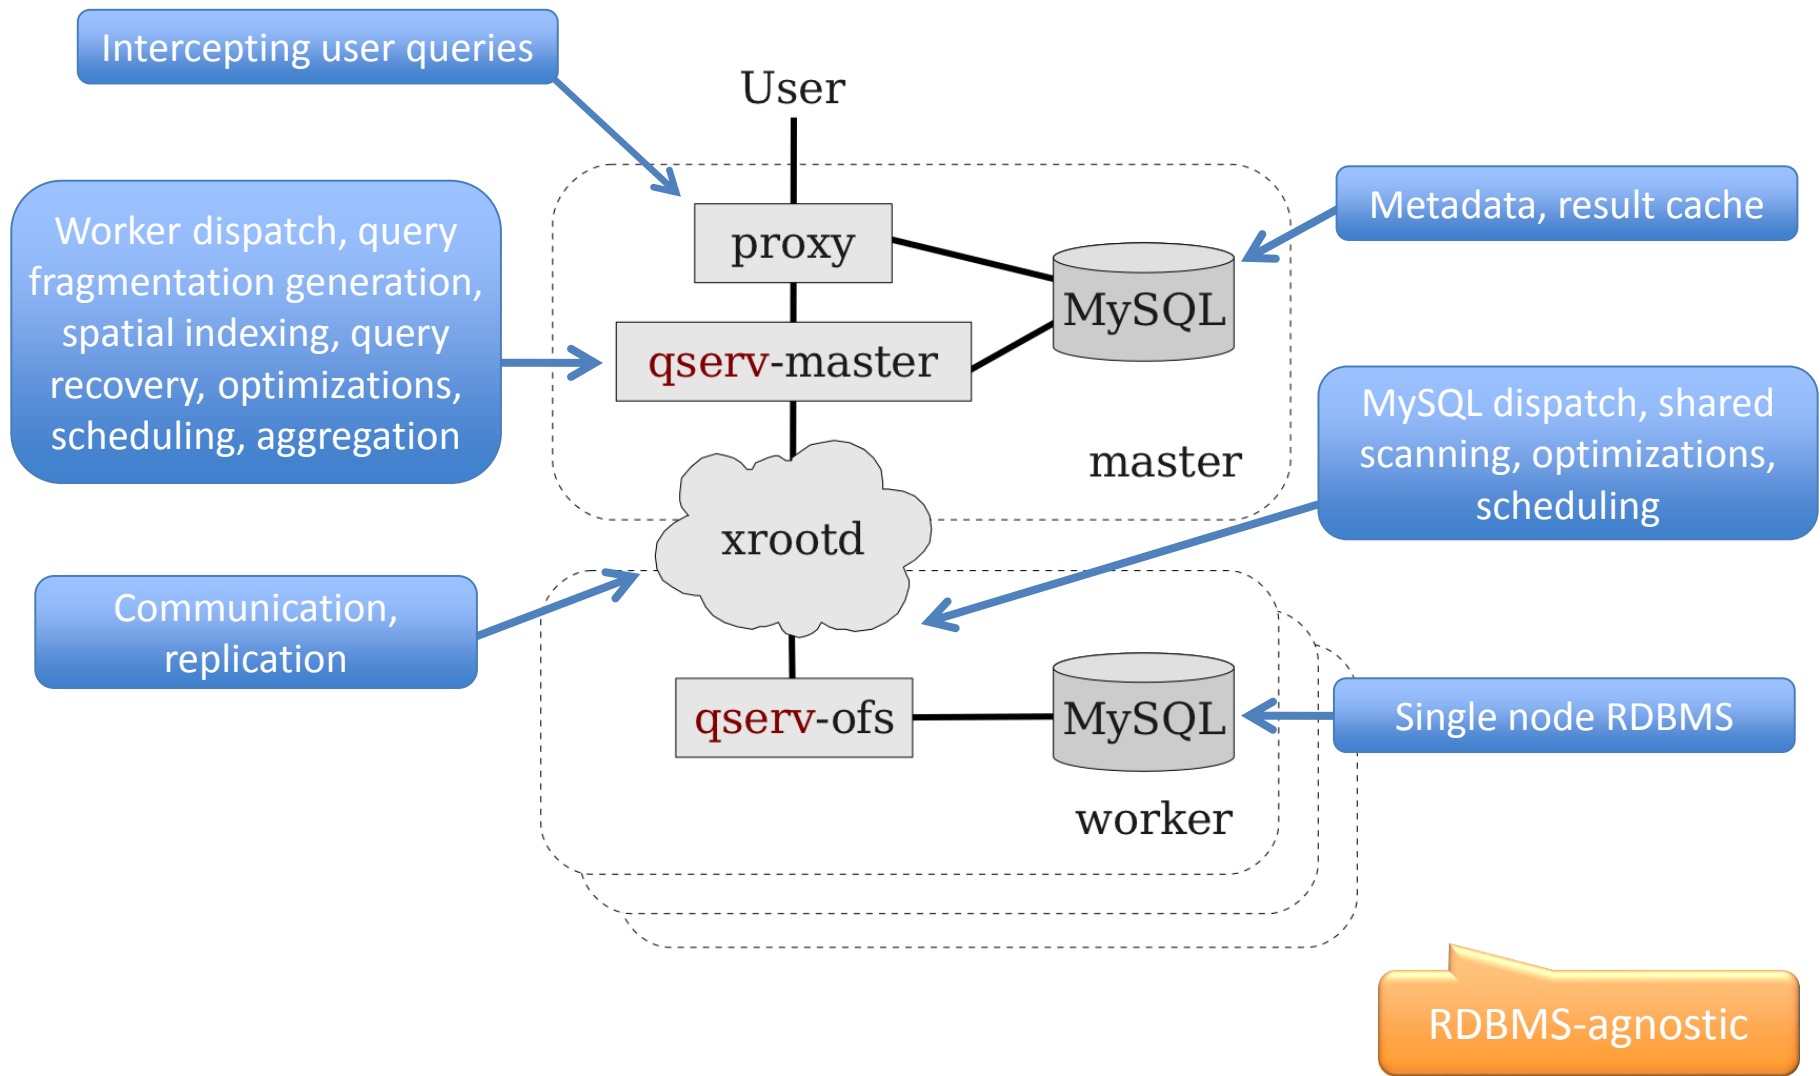 Intercepting user queries
User
Worker dispatch, query
fragmentation generation,
spatial indexing, query
recovery, optimizations,
scheduling, aggregation
proxy
Metadata, result cache
MySQL
qserv-master
master
MySQL dispatch, shared
scanning, optimizations,
scheduling
xrootd
Communication,
replication
qserv-ofs
MySQL
Single node RDBMS
worker
RDBMS-agnostic